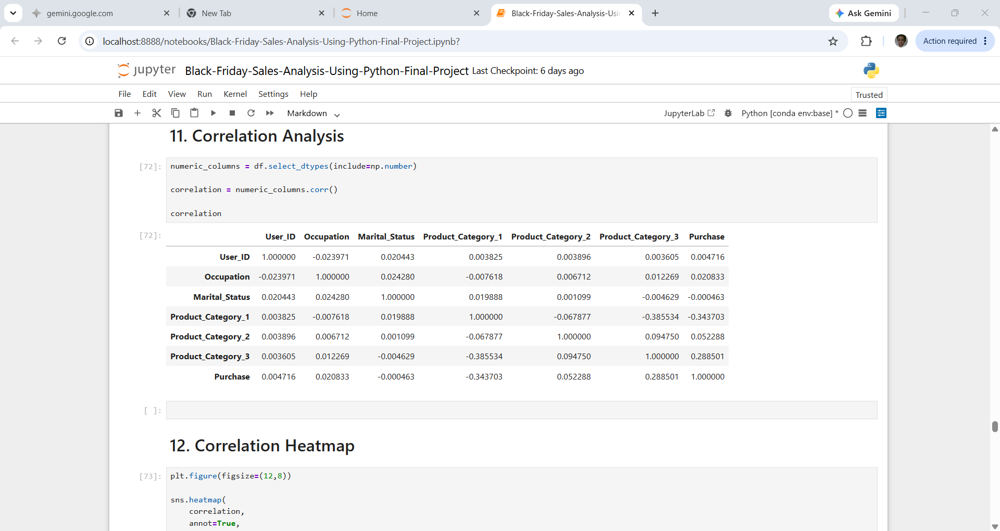 gemini.google.com
New Tab
Home
Black-Friday-Sales-Analysis-Usi
Ask Gemini
localhost:8888/notebooks/Black-Friday-Sales-Analysis-Using-Python-Final-Project.ipynb?
Action required
jupyter Black-Friday-Sales-Analysis-Using-Python-Final-Project Last Checkpoint: 6 days ago
File Edit View Run Kernel Settings Help
Trusted
Markdown
JupyterLab
Python [conda env:base] *
11. Correlation Analysis
[72]: numeric_columns = df.select_dtypes(include=np.number)
correlation = numeric_columns.corr()
correlation
[72]: User_ID Occupation Marital_Status Product_Category_1 Product_Category_2 Product_Category_3 Purchase
User_ID 1.000000 -0.023971 0.020443 0.003825 0.003896 0.003605 0.004716
Occupation -0.023971 1.000000 0.024280 -0.007618 0.006712 0.012269 0.020833
Marital_Status 0.020443 0.024280 1.000000 0.019888 0.001099 -0.004629 -0.000463
Product_Category_1 0.003825 -0.007618 0.019888 1.000000 -0.067877 -0.385534 -0.343703
Product_Category_2 0.003896 0.006712 0.001099 -0.067877 1.000000 0.094750 0.052288
Product_Category_3 0.003605 0.012269 -0.004629 -0.385534 0.094750 1.000000 0.288501
Purchase 0.004716 0.020833 -0.000463 -0.343703 0.052288 0.288501 1.000000
[ ]:
12. Correlation Heatmap
[73]: plt.figure(figsize=(12,8))
sns.heatmap(
correlation,
annot=True,